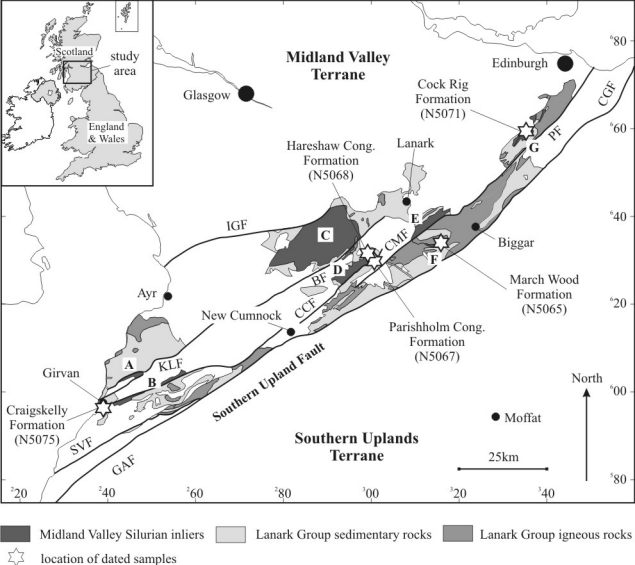 Scotland
study
area
England
& Wales
Midland Valley
Terrane
Glasgow
Edinburgh
Cock Rig
Formation
(N5071)
Hareshaw Cong.
Formation
(N5068)
Lanark
CGF
PF
G
IGF
C
E
CMF
D
BF
F
Biggar
CCF
March Wood
Formation
(N5065)
Ayr
New Cumnock
Parishholm Cong.
Formation
(N5067)
A
KLF
Girvan
B
Craigskelly
Formation
(N5075)
Southern Upland Fault
SVF
GAF
Southern Uplands
Terrane
Moffat
North
25km
680
660
640
620
600
580
220
240
260
280
300
320
340
Midland Valley Silurian inliers
Lanark Group sedimentary rocks
Lanark Group igneous rocks
location of dated samples